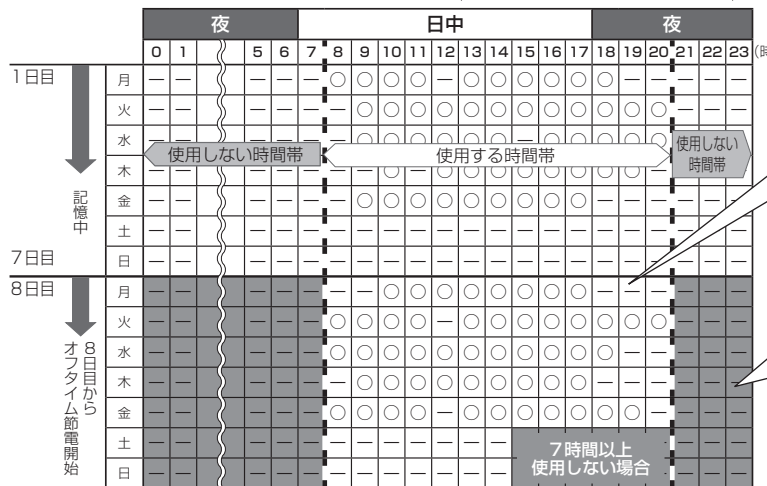 夜 日中 夜
0 1 5 6 7 8 9 10 11 12 13 14 15 16 17 18 19 20 21 22 23 (時
1日目 月 — — — — — ○ ○ ○ ○ — ○ ○ ○ ○ ○ ○ — — — — —
火 — — — — — — ○ ○ ○ ○ ○ ○ ○ ○ ○ ○ ○ ○ — — —
水
使用しない時間帯 使用する時間帯 使用しない
時間帯
木
記憶中
金 — — — — — — ○ ○ ○ ○ ○ ○ ○ ○ ○ — — — — — —
土 — — — — — — — — — — — — — — — — — — — — —
7日目 日 — — — — — — — — — — — — — — — — — — — — —
8日目 月 — — — — — — — ○ ○ ○ ○ ○ ○ ○ ○ — — — — — —
火 — — — — — ○ ○ ○ ○ — ○ ○ ○ ○ ○ ○ ○ ○ — — —
水 — — — — — ○ ○ ○ ○ ○ ○ ○ ○ ○ ○ ○ — — — — —
木 — — — — — — ○ ○ ○ ○ ○ ○ ○ ○ ○ — — — — — —
8日目から
オフタイム節電開始
金 — — — — — ○ ○ ○ ○ — ○ ○ ○ ○ ○ ○ ○ — — — —
土 — — — — — — — — — — — — — — —
7時間以上
使用しない場合
日 — — — — — — — — — — — — — — —